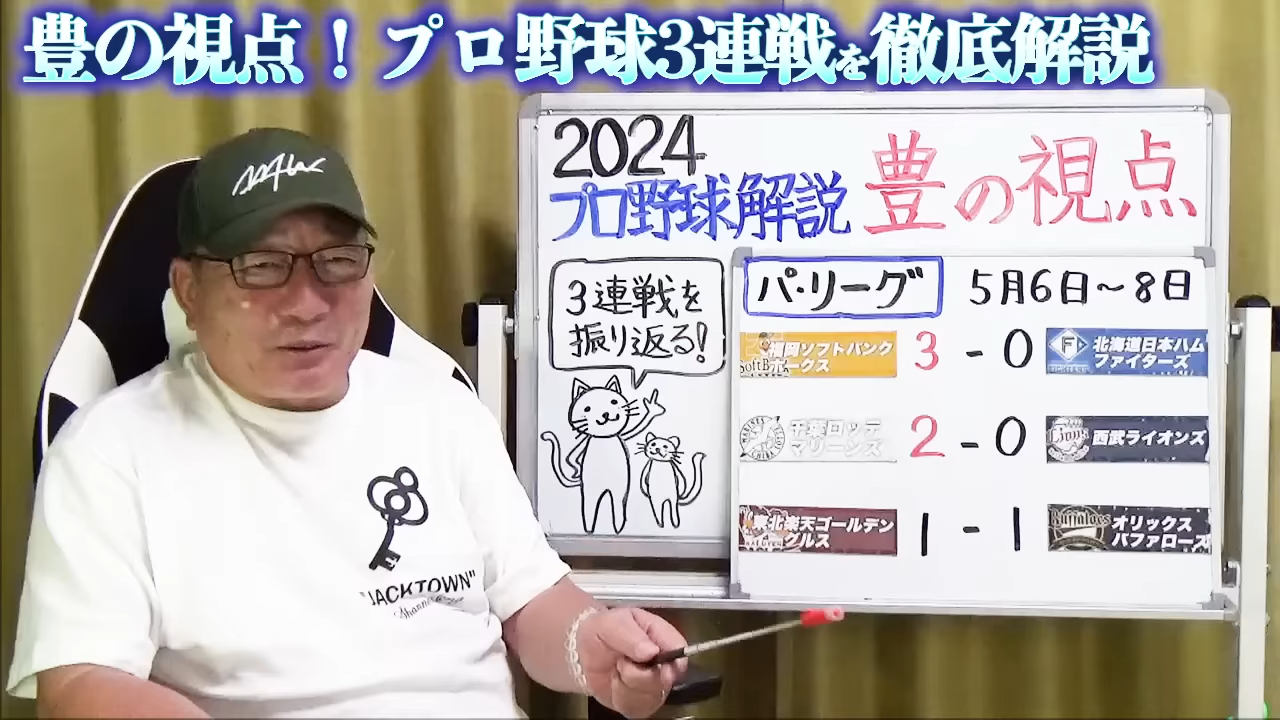 豊の視点！プロ野球3連戦を徹底解説
2024
プロ野球解説 豊の視点
3連戦を
振り返る！
パ・リーグ 5月6日～8日
福岡ソフトバンク
ークス
SoftB
3 - 0
北海道日本ハム
ファイターズ
千葉ロッテ
マリーンズ
2 - 0
Lions
西武ライオンズ
東北楽天ゴールデン
グルス
1 - 1
Buffaloes
オリックス
バファローズ
"JACKTOWN"